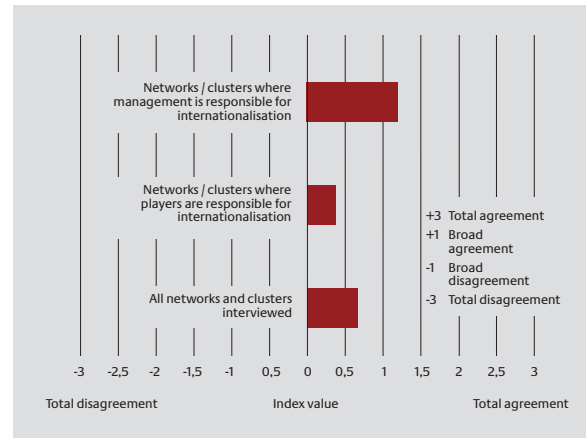 Networks / clusters where
management is responsible for
internationalisation
Networks / clusters where
players are responsible for
internationalisation
All networks and clusters
interviewed
+3 Total agreement
+1 Broad
agreement
-1 Broad
disagreement
-3 Total disagreement
-3 -2,5 -2 -1,5 -1 0,5 0 0,5 1 1,5 2 2,5 3
Total disagreement Index value Total agreement